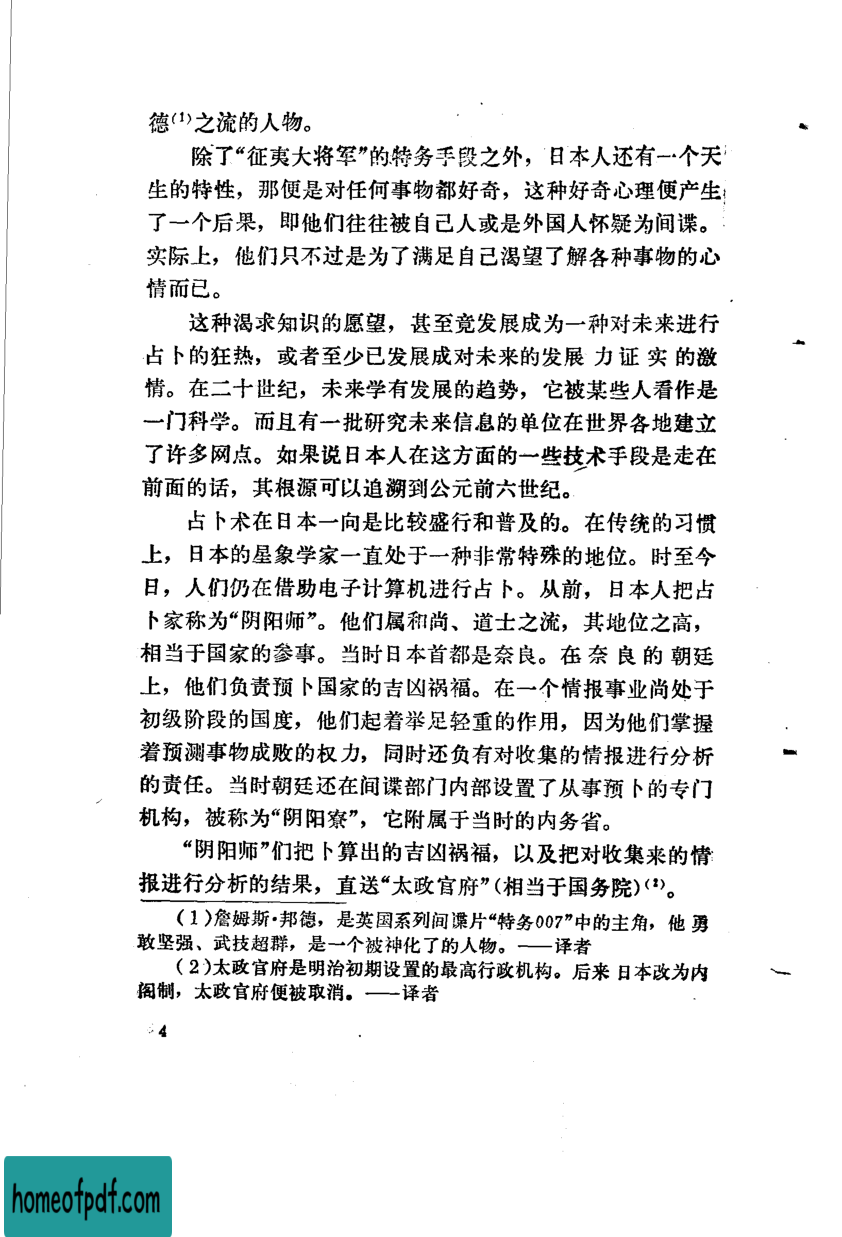 德(1)之流的人物。
除了“征夷大将军”的特务手段之外，日本人还有一个天
生的特性，那便是对任何事物都好奇，这种好奇心理便产生
了一个后果，即他们往往被自己人或是外国人怀疑为间谍。
实际上，他们只不过是为了满足自己渴望了解各种事物的心
情而已。
这种渴求知识的愿望，甚至竟发展成为一种对未来进行
占卜的狂热，或者至少已发展成对未来的发展 力 证 实 的激
情。在二十世纪，未来学有发展的趋势，它被某些人看作是
一门科学。而且有一批研究未来信息的单位在世界各地建立
了许多网点。如果说日本人在这方面的一些技术手段是走在
前面的话，其根源可以追溯到公元前六世纪。
占卜术在日本一向是比较盛行和普及的。在传统的习惯
上，日本的星象学家一直处于一种非常特殊的地位。时至今
日，人们仍在借助电子计算机进行占卜。从前，日本人把占
卜家称为“阴阳师”。他们属和尚、道士之流，其地位之高，
相当于国家的参事。当时日本首都是奈良。在 奈 良 的 朝廷
上，他们负责预卜国家的吉凶祸福。在一个情报事业尚处于
初级阶段的国度，他们起着举足轻重的作用，因为他们掌握
着预测事物成败的权力，同时还负有对收集的情报进行分析
的责任。当时朝廷还在间谍部门内部设置了从事预卜的专门
机构，被称为“阴阳寮”，它附属于当时的内务省。
“阴阳师”们把卜算出的吉凶祸福，以及把对收集来的情
报进行分析的结果，直送“太政官府”(相当于国务院)(2)。
(1)詹姆斯·邦德，是英国系列间谍片“特务007”中的主角，他 勇
敢坚强、武技超群，是一个被神化了的人物。——译者
(2)太政官府是明治初期设置的最高行政机构。后来 日本改为内
阁制，太政官府便被取消。——译者
4
homeofpdf.com